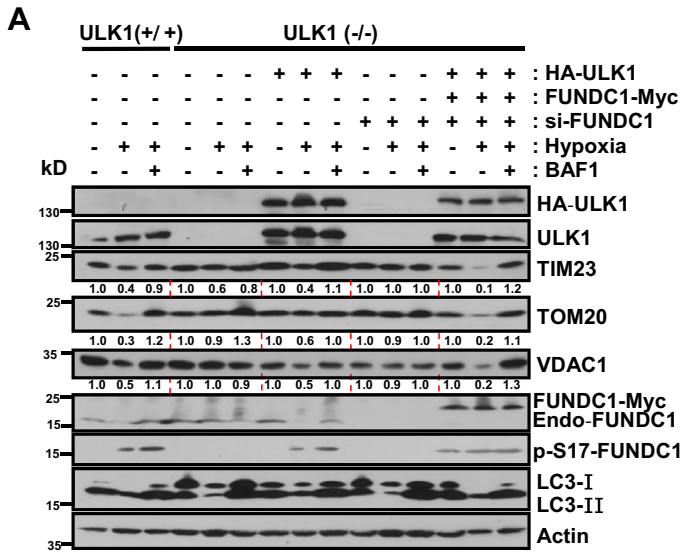 A
ULK1(+/+) ULK1 (-/-)
- - - - - - + + + - - - + + + : HA-ULK1
- - - - - - - - - - - - + + + : FUNDC1-Myc
- - - - - - - - - + + + + + + : si-FUNDC1
- + + - + + - + + - + + - + + : Hypoxia
kD - - + - - + - - + - - + - - + : BAF1
130 HA-ULK1
130 ULK1
25 TIM23
1.0 0.4 0.9 1.0 0.6 0.8 1.0 0.4 1.1 1.0 1.0 1.0 1.0 0.1 1.2
25 TOM20
1.0 0.3 1.2 1.0 0.9 1.3 1.0 0.6 1.0 1.0 0.9 1.0 1.0 0.2 1.1
35 VDAC1
1.0 0.5 1.1 1.0 1.0 0.9 1.0 0.5 1.0 1.0 0.9 1.0 1.0 0.2 1.3
25 FUNDC1-Myc
15 Endo-FUNDC1
15 p-S17-FUNDC1
LC3-I
15 LC3-II
35 Actin